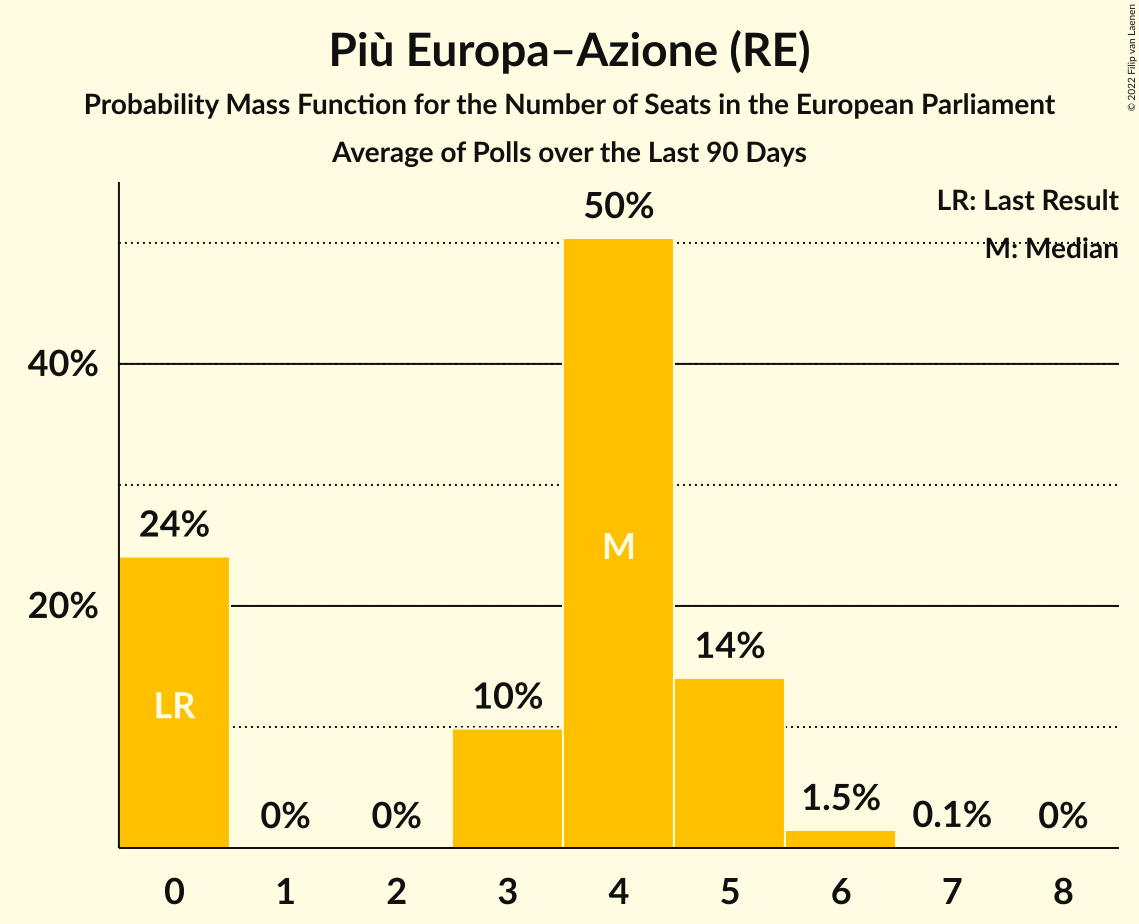 Più Europa–Azione (RE)
Probability Mass Function for the Number of Seats in the European Parliament
Average of Polls over the Last 90 Days
© 2022 Filip van Laenen
LR: Last Result
M: Median
50%
40%
24%
M
20%
14%
10%
LR
1.5%
0% 0% 0.1% 0%
0 1 2 3 4 5 6 7 8